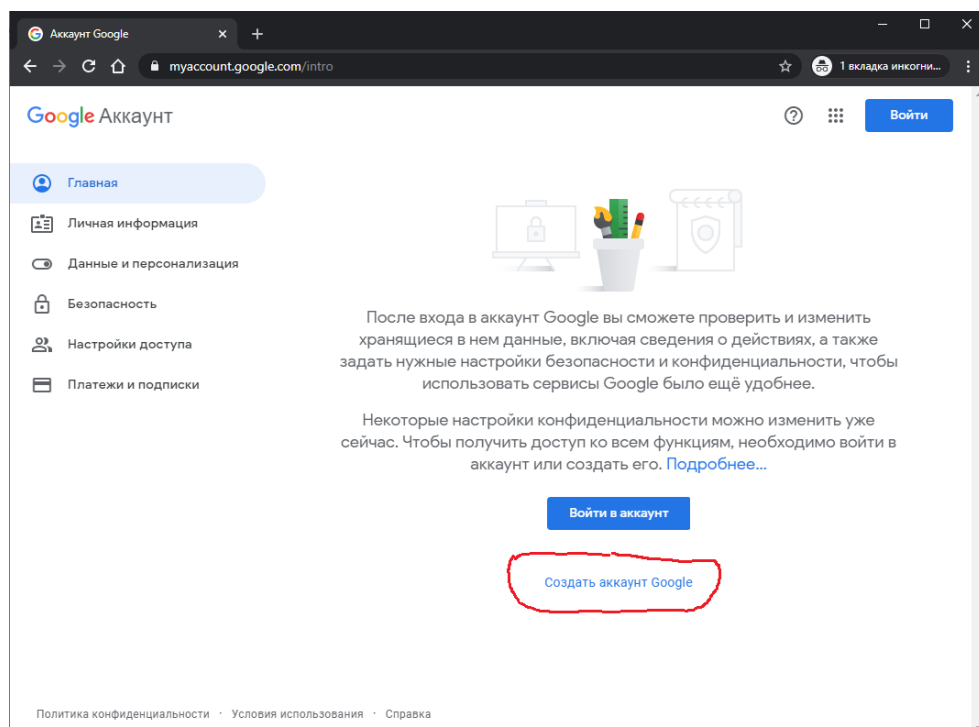 Аккаунт Google
myaccount.google.com/intro
1 вкладка инкогни...
Google Аккаунт
Войти
Главная
Личная информация
Данные и персонализация
Безопасность
Настройки доступа
Платежи и подписки
После входа в аккаунт Google вы сможете проверить и изменить
хранящиеся в нем данные, включая сведения о действиях, а также
задать нужные настройки безопасности и конфиденциальности, чтобы
использовать сервисы Google было ещё удобнее.
Некоторые настройки конфиденциальности можно изменить уже
сейчас. Чтобы получить доступ ко всем функциям, необходимо войти в
аккаунт или создать его. Подробнее...
Войти в аккаунт
Создать аккаунт Google
Политика конфиденциальности · Условия использования · Справка